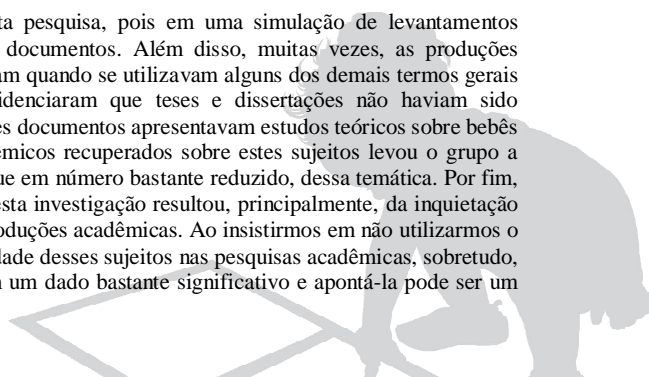 ta pesquisa, pois em uma simulação de levantamentos
documentos. Além disso, muitas vezes, as produções
am quando se utilizavam alguns dos demais termos gerais
idenciaram que teses e dissertações não haviam sido
es documentos apresentavam estudos teóricos sobre bebês
êmicos recuperados sobre estes sujeitos levou o grupo a
ue em número bastante reduzido, dessa temática. Por fim,
esta investigação resultou, principalmente, da inquietação
oduções acadêmicas. Ao insistirmos em não utilizarmos o
dade desses sujeitos nas pesquisas acadêmicas, sobretudo,
um dado bastante significativo e apontá-la pode ser um